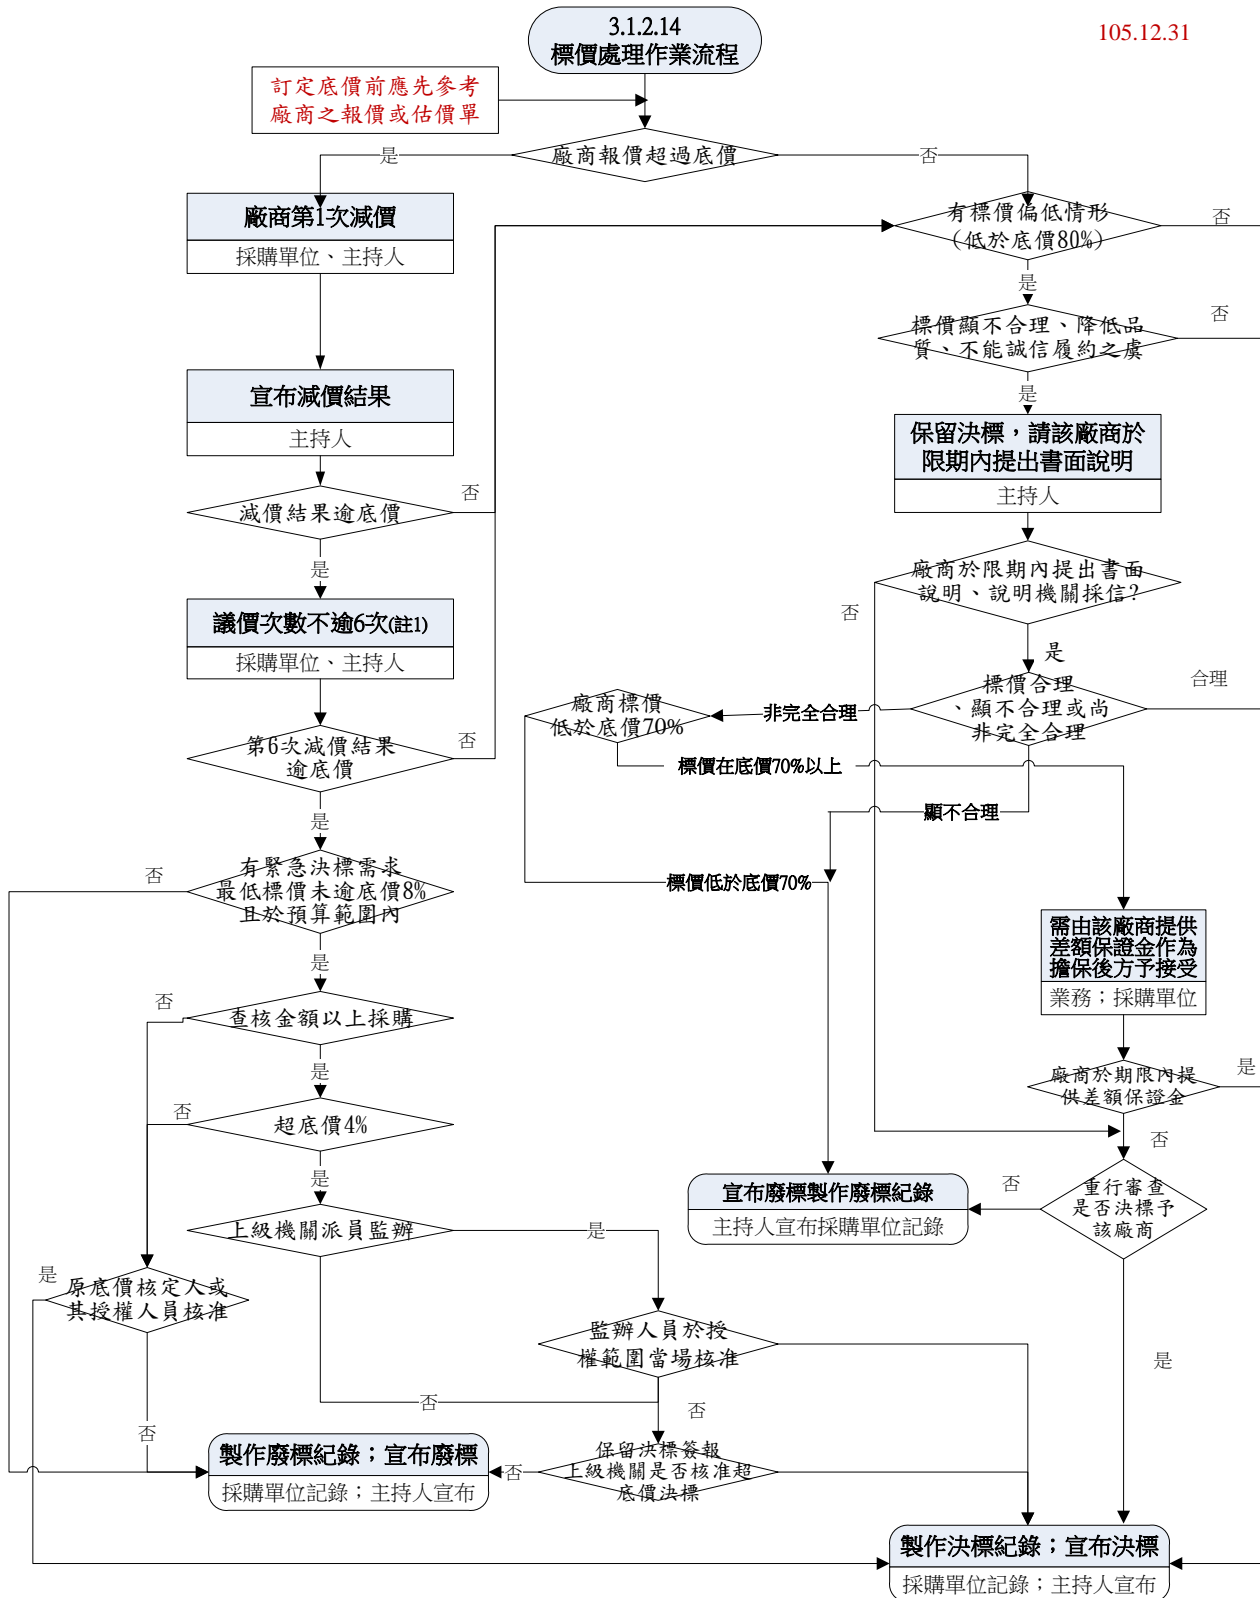 3.1.2.14
標價處理作業流程
105.12.31
訂定底價前應先參考
廠商之報價或估價單
廠商報價超過底價
是
否
廠商第1次減價
採購單位、主持人
有標價偏低情形
(低於底價80%)
否
是
標價顯不合理、降低品
質、不能誠信履約之虞
否
是
宣布減價結果
主持人
保留決標，請該廠商於
限期內提出書面說明
主持人
減價結果逾底價
否
是
廠商於限期內提出書面
說明、說明機關採信?
否
是
議價次數不逾6次(註1)
採購單位、主持人
標價合理
、顯不合理或尚
非完全合理
合理
非完全合理
廠商標價
低於底價70%
第6次減價結果
逾底價
否
標價在底價70%以上
顯不合理
是
有緊急決標需求
最低標價未逾底價8%
且於預算範圍內
否
標價低於底價70%
是
需由該廠商提供
差額保證金作為
擔保後方予接受
業務；採購單位
查核金額以上採購
否
是
廠商於期限內提
供差額保證金
是
否
超底價4%
否
是
宣布廢標製作廢標紀錄
主持人宣布採購單位記錄
否
重行審查
是否決標予
該廠商
上級機關派員監辦
是
是
原底價核定人或
其授權人員核准
監辦人員於授
權範圍當場核准
是
否
否
否
製作廢標紀錄；宣布廢標
採購單位記錄；主持人宣布
否
保留決標簽報
上級機關是否核准超
底價決標
製作決標紀錄；宣布決標
採購單位記錄；主持人宣布